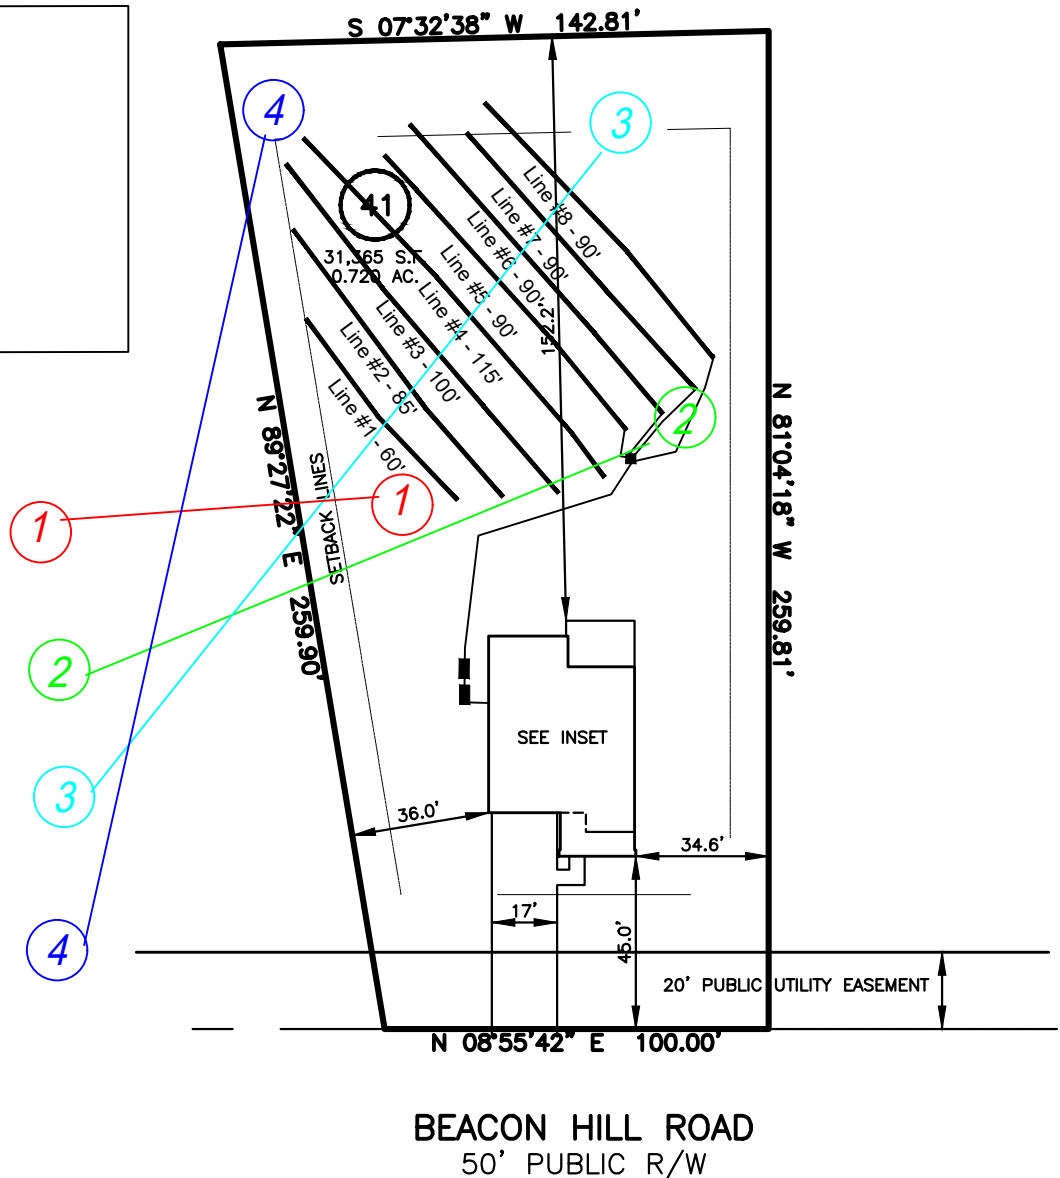 S 07°32'38" W 142.81'
4
3
41
31,365 S.F.
0.720 AC.
Line #8 - 90'
Line #7 - 90'
Line #6 - 90'
Line #5 - 90'
Line #4 - 115'
Line #3 - 100'
Line #2 - 85'
Line #1 - 60'
152.2'
2
1
1
N 89°27'22" E 259.90'
SETBACK LINES
N 81°04'18" W 259.81'
2
SEE INSET
3
36.0'
34.6'
17'
45.0'
4
20' PUBLIC UTILITY EASEMENT
N 08°55'42" E 100.00'
BEACON HILL ROAD
50' PUBLIC R/W